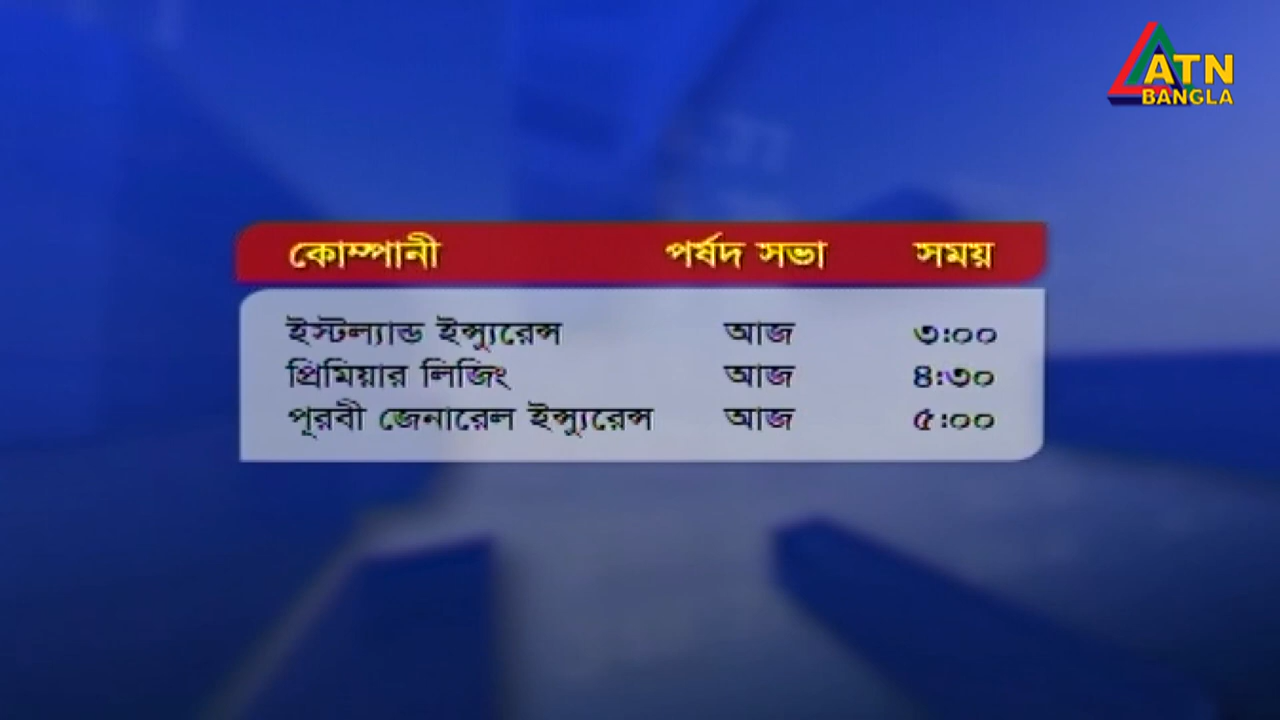 ATN
BANGLA
কোম্পানী পর্ষদ সভা সময়
ইস্টল্যান্ড ইন্স্যুরেন্স আজ ৩:০০
প্রিমিয়ার লিজিং আজ ৪:৩০
পূরবী জেনারেল ইন্স্যুরেন্স আজ ৫:০০